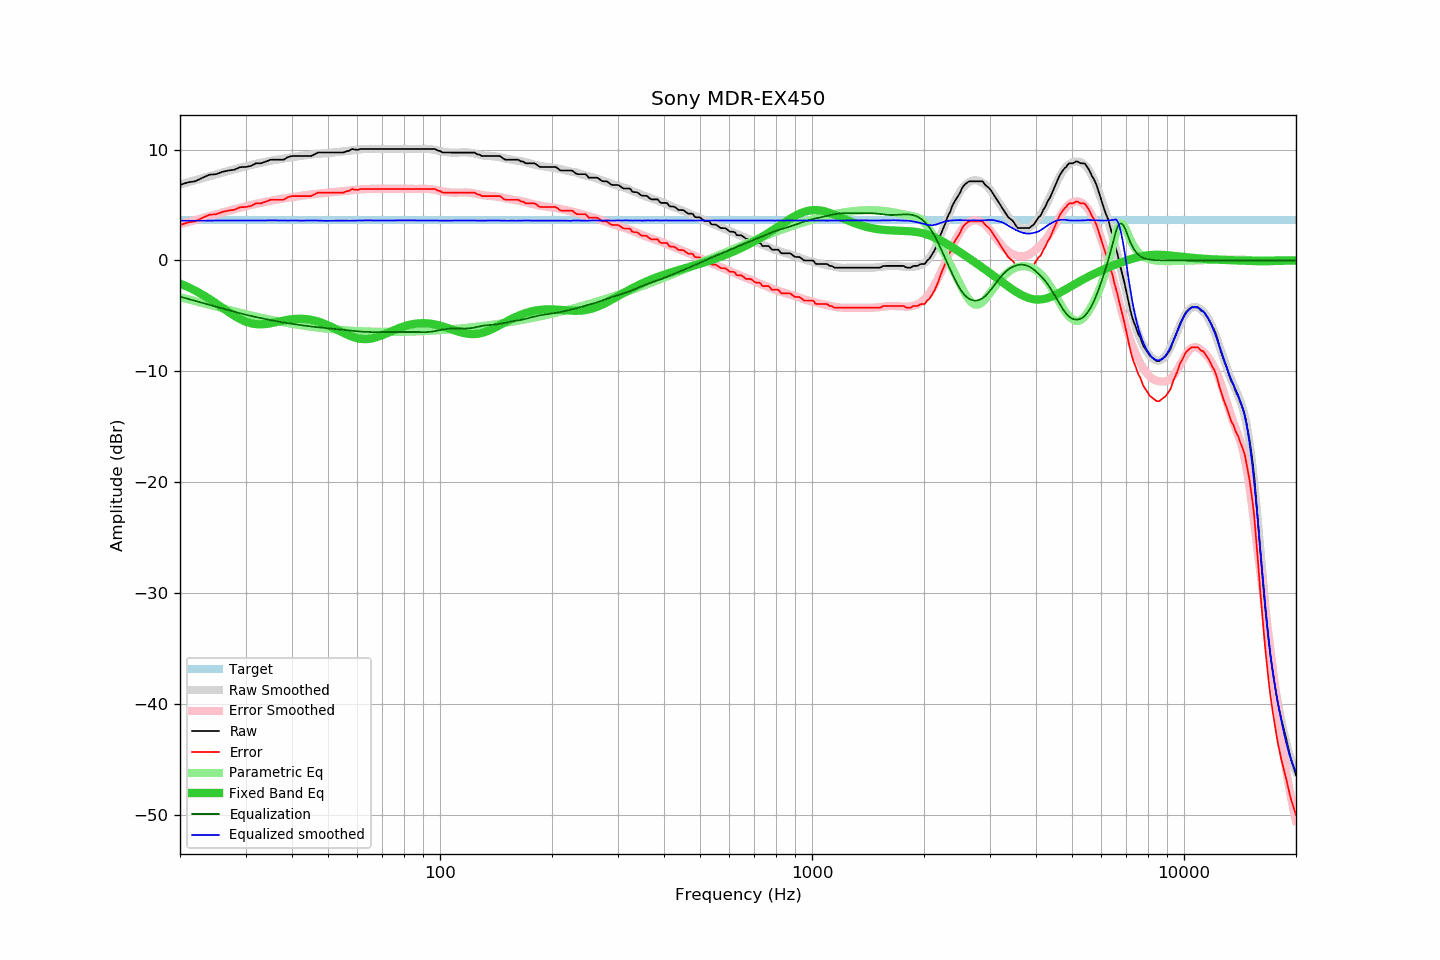 Sony MDR-EX450
10
0
−10
−20
−30
−40
−50
Amplitude (dBr)
Target
Raw Smoothed
Error Smoothed
Raw
Error
Parametric Eq
Fixed Band Eq
Equalization
Equalized smoothed
100
1000
10000
Frequency (Hz)